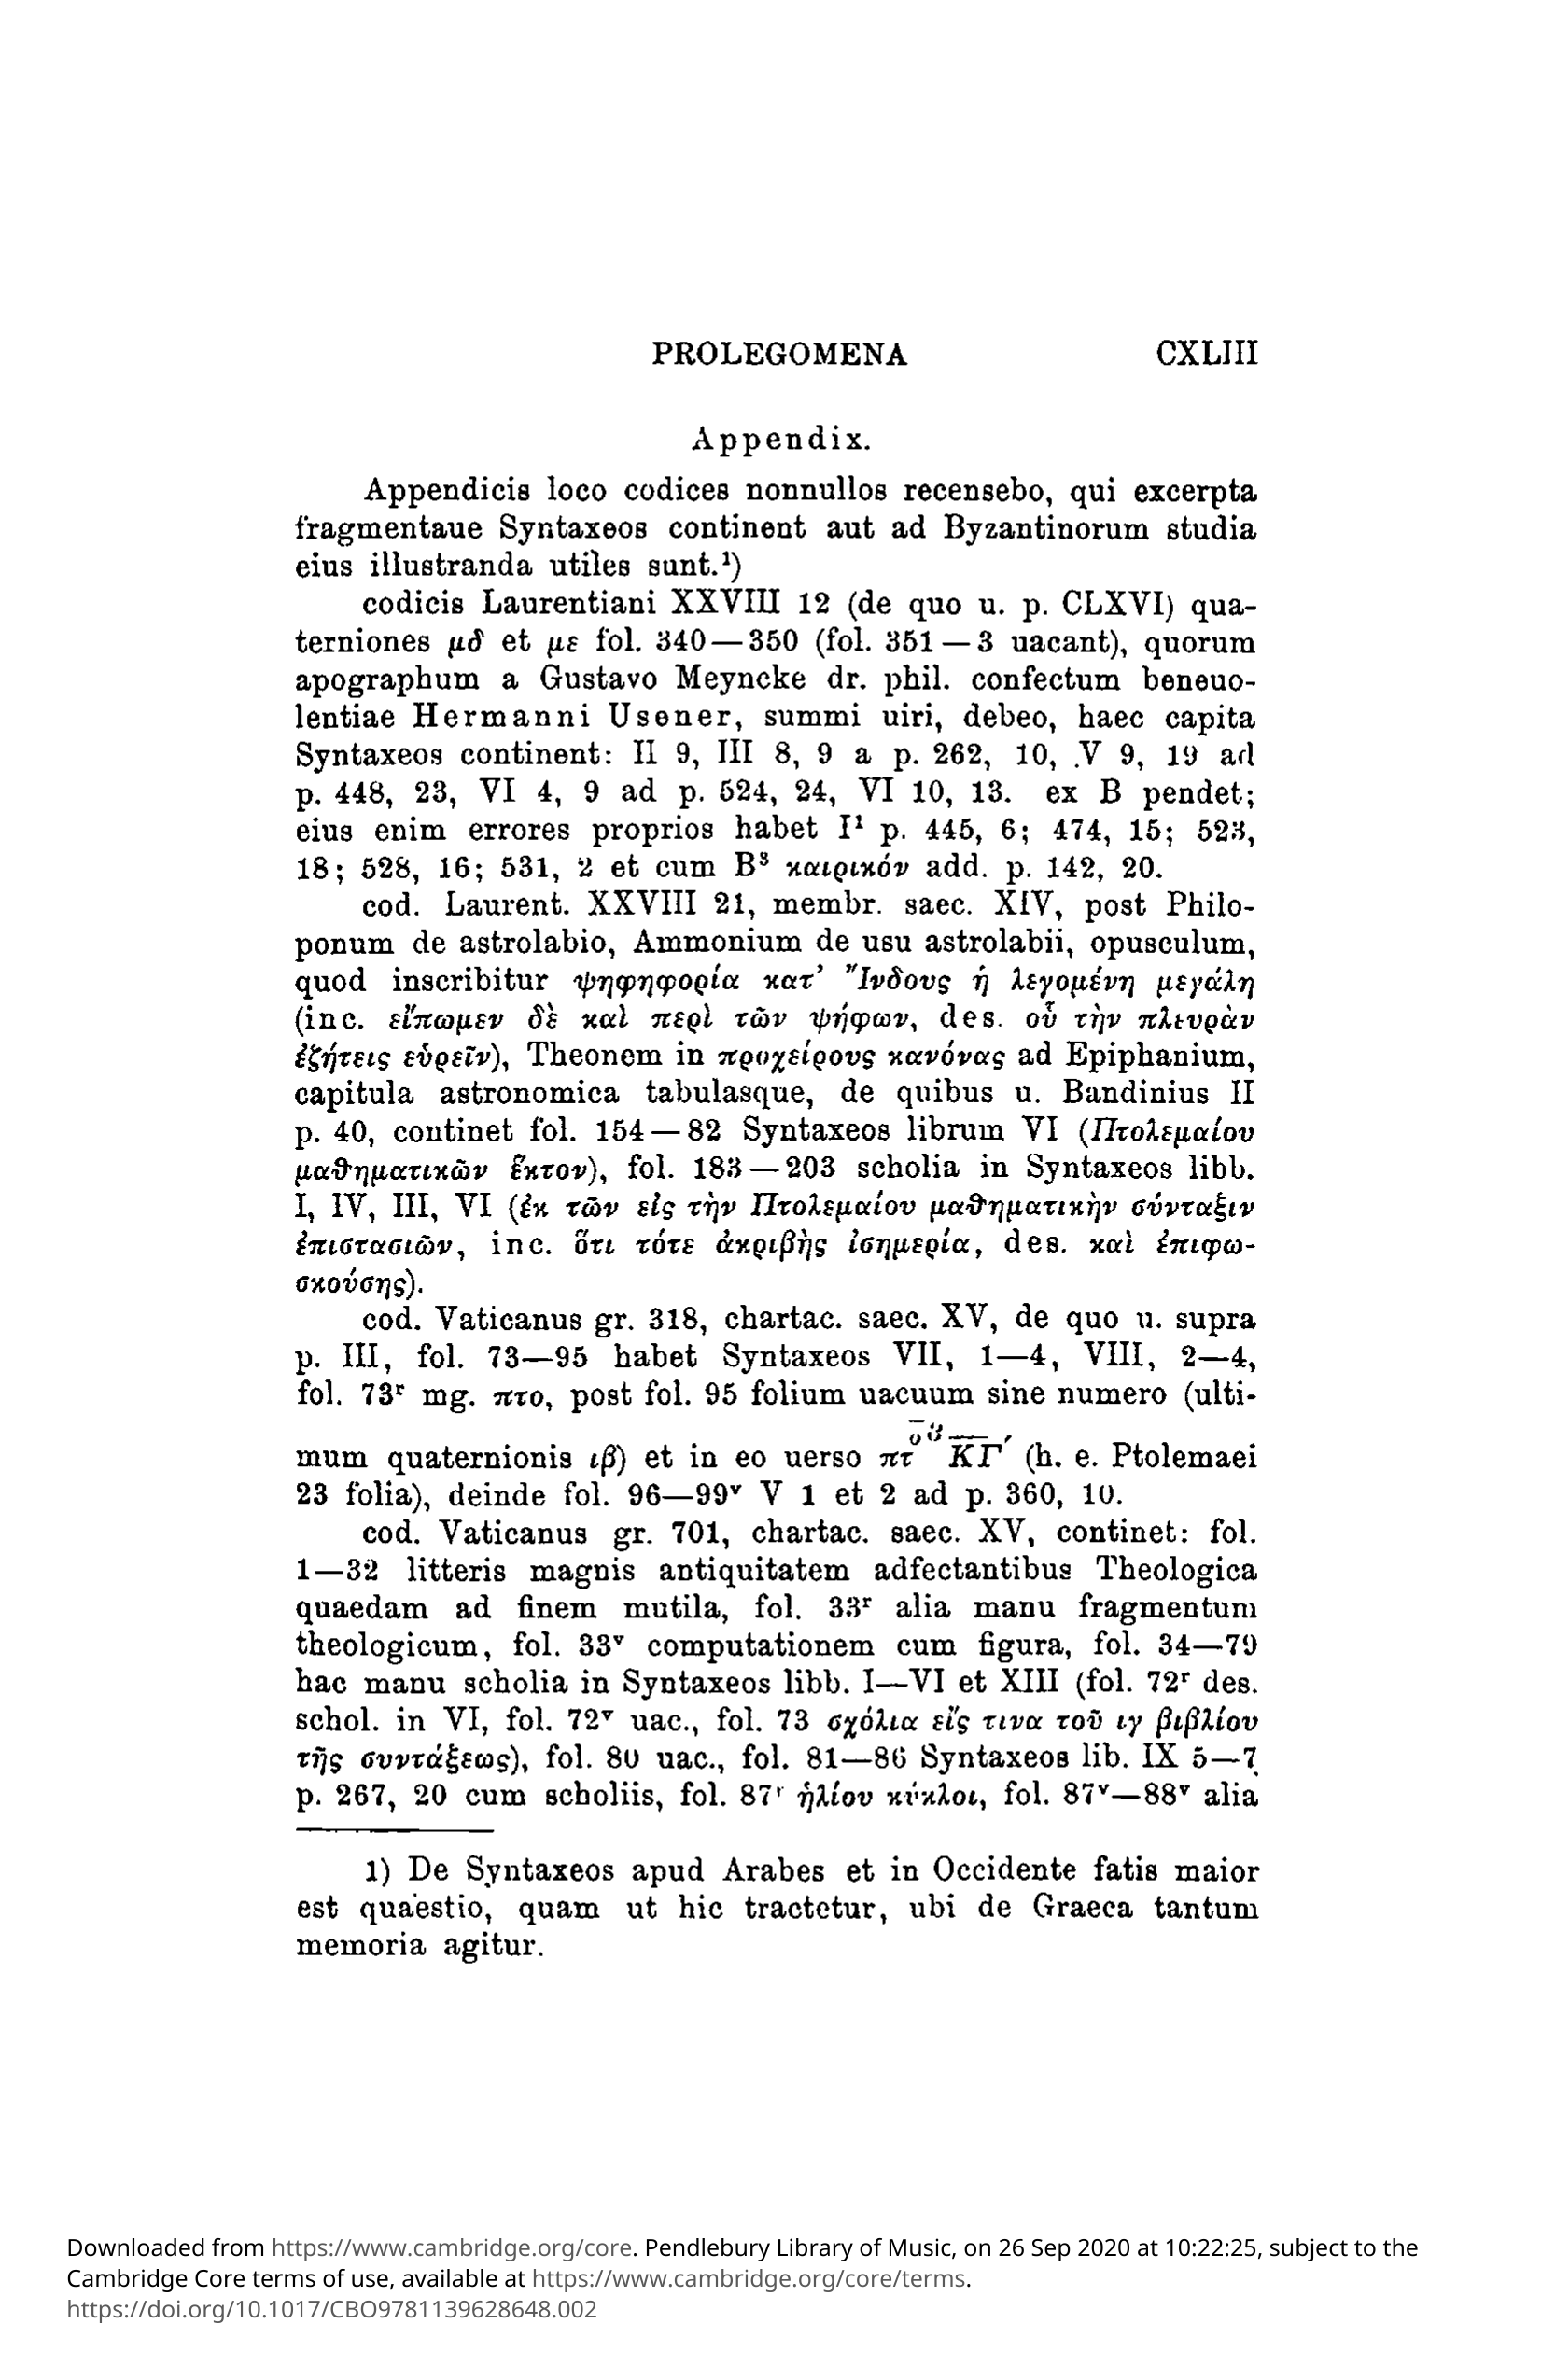 PROLEGOMENA CXLIII
Appendix.
Appendicis loco codices nonnullos recensebo, qui excerpta
fragmentaue Syntaxeos continent aut ad Byzantinorum studia
eius illustranda utiles sunt.¹)
codicis Laurentiani XXVIII 12 (de quo u. p. CLXVI) qua-
terniones μδ et με fol. 340—350 (fol. 351—3 uacant), quorum
apographum a Gustavo Meyncke dr. phil. confectum beneuo-
lentiae Hermanni Usener, summi uiri, debeo, haec capita
Syntaxeos continent: II 9, III 8, 9 a p. 262, 10, V 9, 19 ad
p. 448, 23, VI 4, 9 ad p. 524, 24, VI 10, 13. ex B pendet;
eius enim errores proprios habet I¹ p. 445, 6; 474, 15; 523,
18; 528, 16; 531, 2 et cum B³ καιρικόν add. p. 142, 20.
cod. Laurent. XXVIII 21, membr. saec. XIV, post Philo-
ponum de astrolabio, Ammonium de usu astrolabii, opusculum,
quod inscribitur ψηφηφορία κατ’ Ἴνδους ἡ λεγομένη μεγάλη
(inc. εἴπωμεν δὲ καὶ περὶ τῶν ψήφων, des. οὗ τὴν πλευρὰν
ἐζήτεις εὑρεῖν), Theonem in προχείρους κανόνας ad Epiphanium,
capitula astronomica tabulasque, de quibus u. Bandinius II
p. 40, continet fol. 154—82 Syntaxeos librum VI (Πτολεμαίου
μαθηματικῶν ἕκτον), fol. 183—203 scholia in Syntaxeos libb.
I, IV, III, VI (ἐκ τῶν εἰς τὴν Πτολεμαίου μαθηματικὴν σύνταξιν
ἐπιστασιῶν, inc. ὅτι τότε ἀκριβὴς ἰσημερία, des. καὶ ἐπιφω-
σκούσης).
cod. Vaticanus gr. 318, chartac. saec. XV, de quo u. supra
p. III, fol. 73—95 habet Syntaxeos VII, 1—4, VIII, 2—4,
fol. 73ʳ mg. πτο, post fol. 95 folium uacuum sine numero (ulti-
mum quaternionis ιβ) et in eo uerso πτ ΚΓ́ (h. e. Ptolemaei
23 folia), deinde fol. 96—99ᵛ V 1 et 2 ad p. 360, 10.
cod. Vaticanus gr. 701, chartac. saec. XV, continet: fol.
1—32 litteris magnis antiquitatem adfectantibus Theologica
quaedam ad finem mutila, fol. 33ʳ alia manu fragmentum
theologicum, fol. 33ᵛ computationem cum figura, fol. 34—79
hac manu scholia in Syntaxeos libb. I—VI et XIII (fol. 72ʳ des.
schol. in VI, fol. 72ᵛ uac., fol. 73 σχόλια εἴς τινα τοῦ ιγ βιβλίου
τῆς συντάξεως), fol. 80 uac., fol. 81—86 Syntaxeos lib. IX 5—7
p. 267, 20 cum scholiis, fol. 87ʳ ἡλίου κύκλοι, fol. 87ᵛ—88ᵛ alia
1) De Syntaxeos apud Arabes et in Occidente fatis maior
est quaestio, quam ut hic tractetur, ubi de Graeca tantum
memoria agitur.
Downloaded from https://www.cambridge.org/core. Pendlebury Library of Music, on 26 Sep 2020 at 10:22:25, subject to the
Cambridge Core terms of use, available at https://www.cambridge.org/core/terms.
https://doi.org/10.1017/CBO9781139628648.002